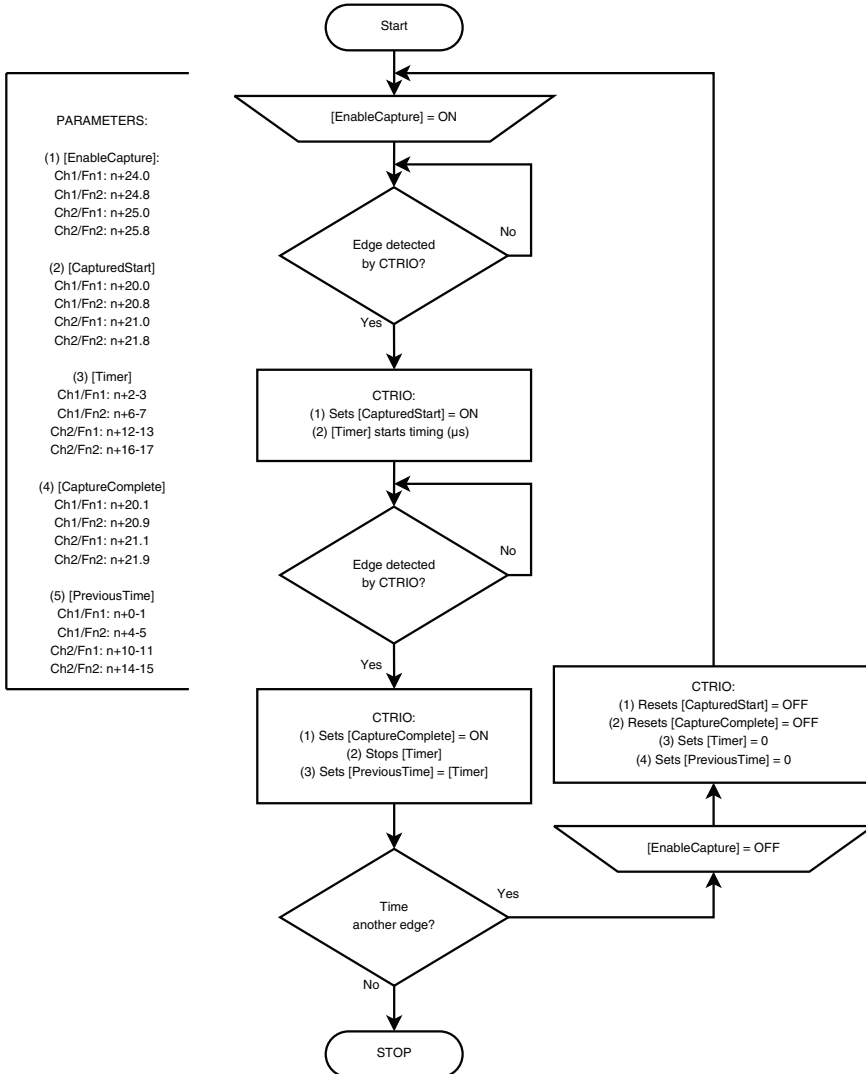 Start
PARAMETERS:
(1) [EnableCapture]:
Ch1/Fn1: n+24.0
Ch1/Fn2: n+24.8
Ch2/Fn1: n+25.0
Ch2/Fn2: n+25.8
(2) [CapturedStart]
Ch1/Fn1: n+20.0
Ch1/Fn2: n+20.8
Ch2/Fn1: n+21.0
Ch2/Fn2: n+21.8
(3) [Timer]
Ch1/Fn1: n+2-3
Ch1/Fn2: n+6-7
Ch2/Fn1: n+12-13
Ch2/Fn2: n+16-17
(4) [CaptureComplete]
Ch1/Fn1: n+20.1
Ch1/Fn2: n+20.9
Ch2/Fn1: n+21.1
Ch2/Fn2: n+21.9
(5) [PreviousTime]
Ch1/Fn1: n+0-1
Ch1/Fn2: n+4-5
Ch2/Fn1: n+10-11
Ch2/Fn2: n+14-15
[EnableCapture] = ON
Edge detected
by CTRIO?
No
Yes
CTRIO:
(1) Sets [CapturedStart] = ON
(2) [Timer] starts timing (µs)
Edge detected
by CTRIO?
No
Yes
CTRIO:
(1) Sets [CaptureComplete] = ON
(2) Stops [Timer]
(3) Sets [PreviousTime] = [Timer]
Time
another edge?
Yes
No
STOP
[EnableCapture] = OFF
CTRIO:
(1) Resets [CapturedStart] = OFF
(2) Resets [CaptureComplete] = OFF
(3) Sets [Timer] = 0
(4) Sets [PreviousTime] = 0